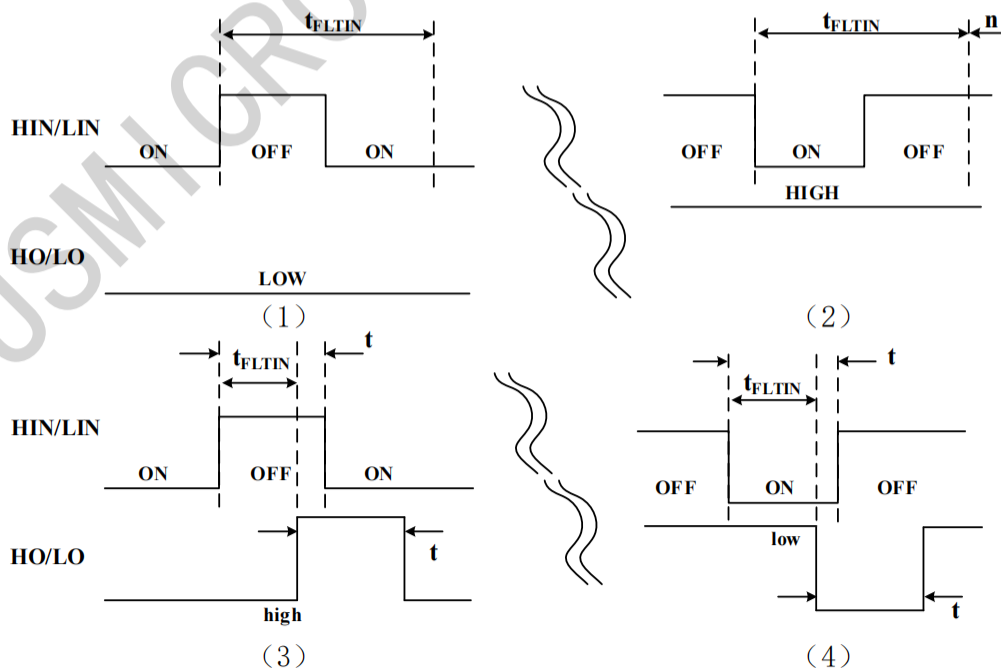 tFLTIN
HIN/LIN
ON
OFF
ON
HO/LO
LOW
(1)
tFLTIN
n
OFF
ON
OFF
HIGH
(2)
t
tFLTIN
HIN/LIN
ON
OFF
ON
HO/LO
t
high
(3)
t
tFLTIN
OFF
ON
OFF
low
t
(4)
USMICRO